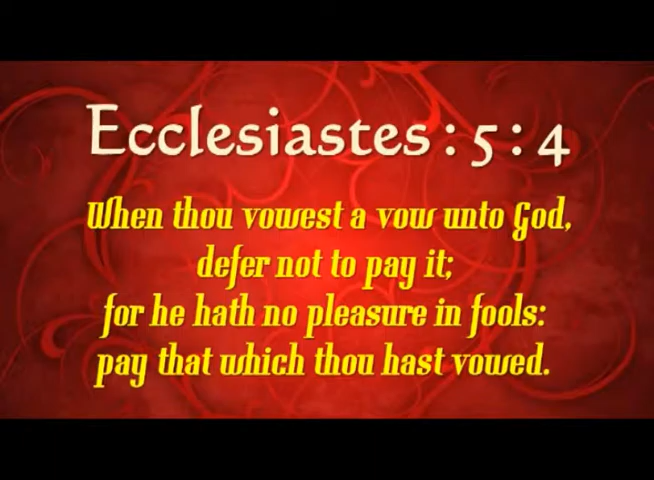 Ecclesiastes : 5 : 4
When thou vowest a vow unto God,
defer not to pay it;
for he hath no pleasure in fools:
pay that which thou hast vowed.